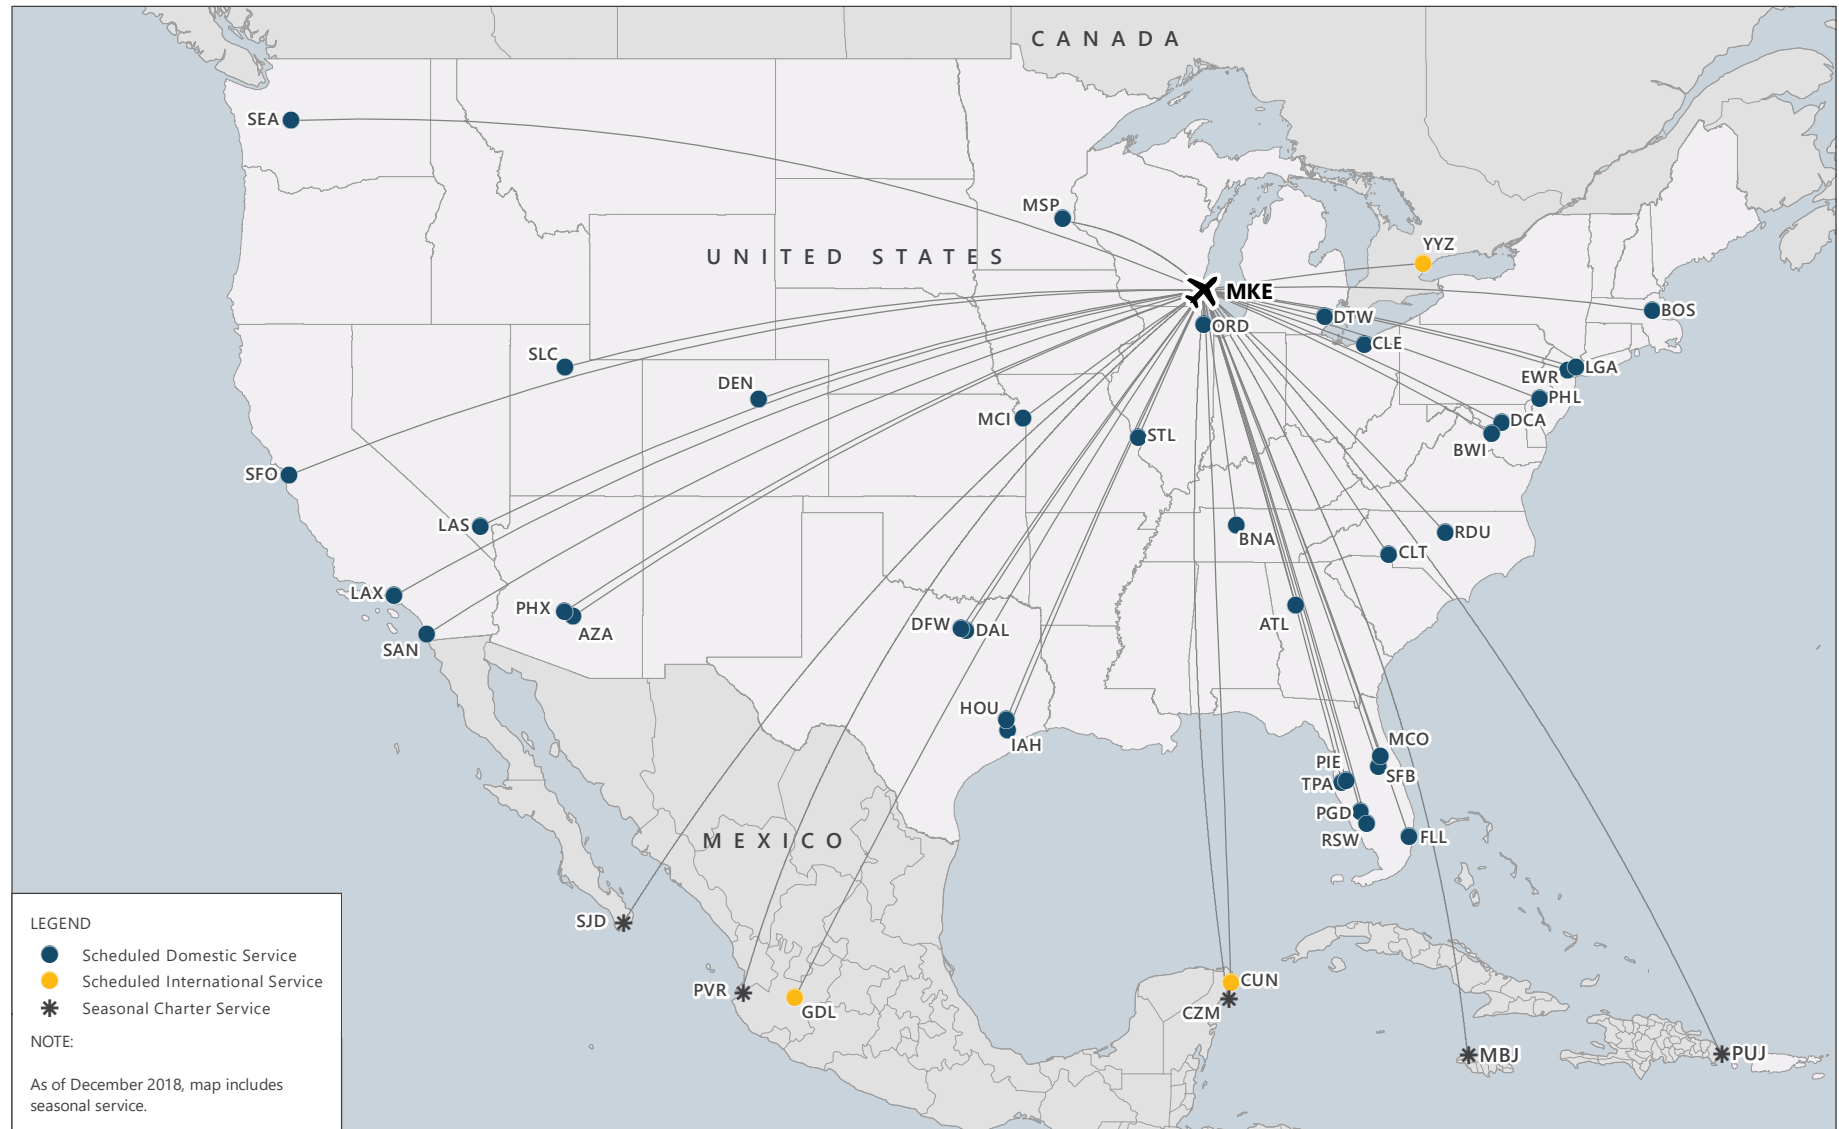 CANADA
SEA
MSP
YYZ
UNITED STATES
MKE
BOS
DTW
ORD
CLE
SLC
LGA
EWR
DEN
PHL
MCI
DCA
STL
BWI
SFO
LAS
RDU
BNA
CLT
LAX
PHX
AZA
DFW
DAL
ATL
SAN
HOU
IAH
MCO
PIE
SFB
TPA
PGD
RSW
FLL
MEXICO
SJD
PVR
GDL
CUN
CZM
MBJ
PUJ
LEGEND
Scheduled Domestic Service
Scheduled International Service
Seasonal Charter Service
NOTE:
As of December 2018, map includes
seasonal service.